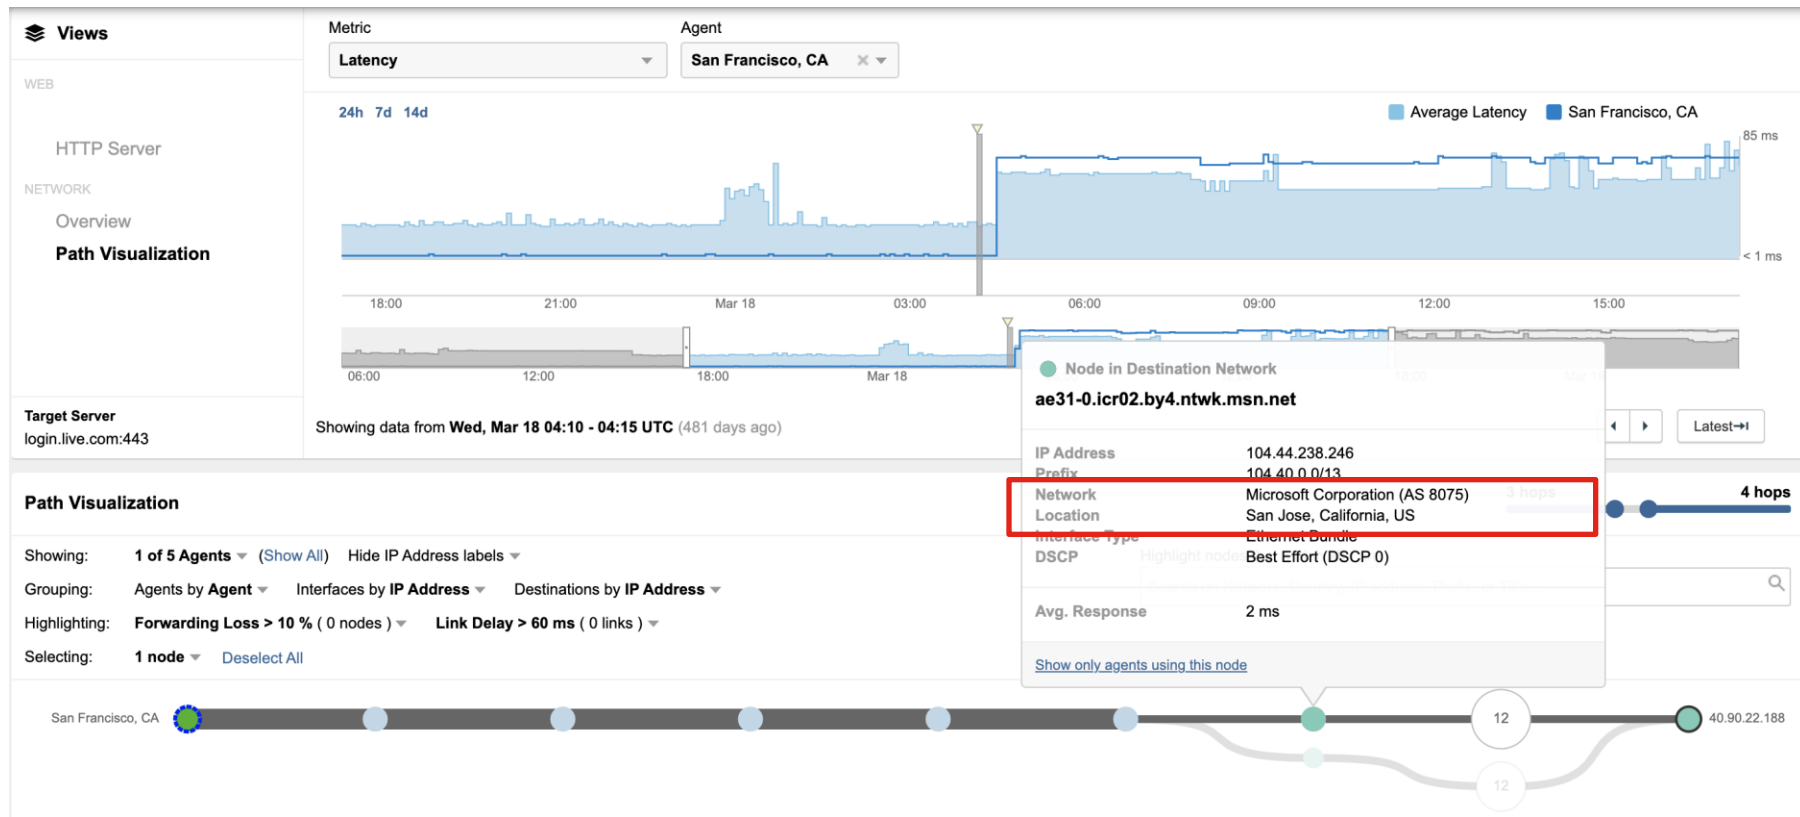 Views
WEB
HTTP Server
NETWORK
Overview
Path Visualization
Target Server
login.live.com:443
Metric
Latency
Agent
San Francisco, CA
24h 7d 14d
Average Latency San Francisco, CA
85 ms
< 1 ms
18:00 21:00 Mar 18 03:00 06:00 09:00 12:00 15:00
06:00 12:00 18:00 Mar 18 18:00
Showing data from Wed, Mar 18 04:10 - 04:15 UTC (481 days ago)
Latest
Node in Destination Network
ae31-0.icr02.by4.ntwk.msn.net
IP Address 104.44.238.246
Prefix 104.40.0.0/13
Network Microsoft Corporation (AS 8075)
Location San Jose, California, US
Interface Type Ethernet Bundle
DSCP Best Effort (DSCP 0)
Avg. Response 2 ms
Show only agents using this node
Path Visualization
3 hops 4 hops
Showing: 1 of 5 Agents (Show All) Hide IP Address labels
Highlight nodes
Grouping: Agents by Agent Interfaces by IP Address Destinations by IP Address
Highlighting: Forwarding Loss > 10 % ( 0 nodes ) Link Delay > 60 ms ( 0 links )
Selecting: 1 node Deselect All
San Francisco, CA 12 40.90.22.188
12